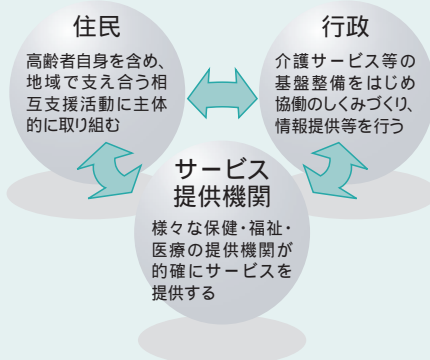 住民
高齢者自身を含め、
地域で支え合う相
互支援活動に主体
的に取り組む
行政
介護サービス等の
基盤整備をはじめ
協働のしくみづくり、
情報提供等を行う
サービス
提供機関
様々な保健・福祉・
医療の提供機関が
的確にサービスを
提供する